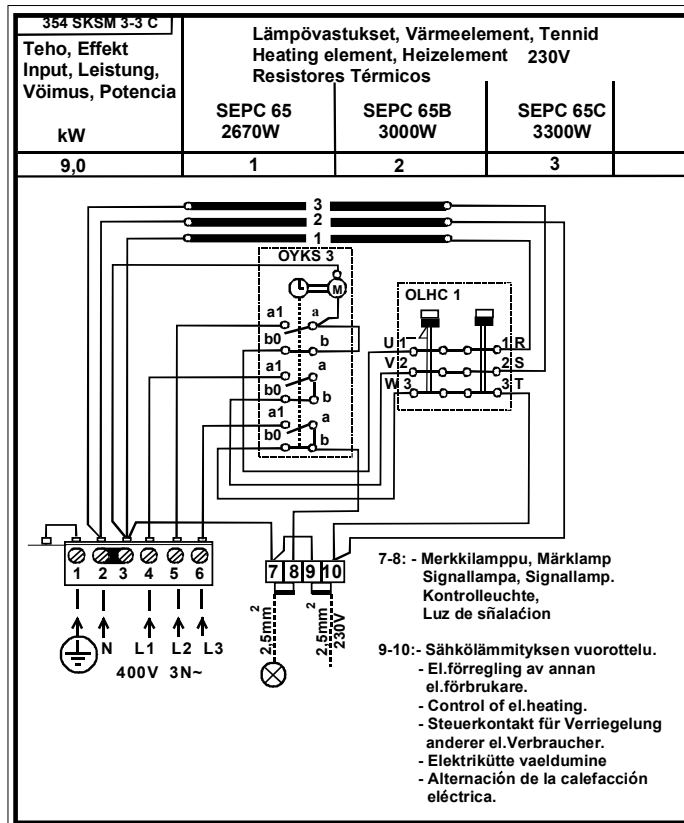 354 SKSM 3-3 C
Teho, Effekt
Input, Leistung,
Vöimus, Potencia
kW
Lämpövastukset, Värmeelement, Tennid
Heating element, Heizelement 230V
Resistores Térmicos
SEPC 65
2670W
SEPC 65B
3000W
SEPC 65C
3300W
9,0
1
2
3
3
2
1
OYKS 3
M
a1
a
b0
b
a1
a
b0
b
a1
a
b0
b
OLHC 1
U 1
1 R
V 2
2 S
W 3
3 T
1 2 3 4 5 6
N L1 L2 L3
400V 3N~
7 8 9 10
2.5mm²
2.5mm²
230V
7-8: - Merkkilamppu, Märklamp
Signallampa, Signallamp.
Kontrolleuchte,
Luz de sñalaćion
9-10:- Sähkölämmityksen vuorottelu.
- El.förregling av annan
el.förbrukare.
- Control of el.heating.
- Steuerkontakt für Verriegelung
anderer el.Verbraucher.
- Elektrikütte vaeldumine
- Alternación de la calefacción
eléctrica.